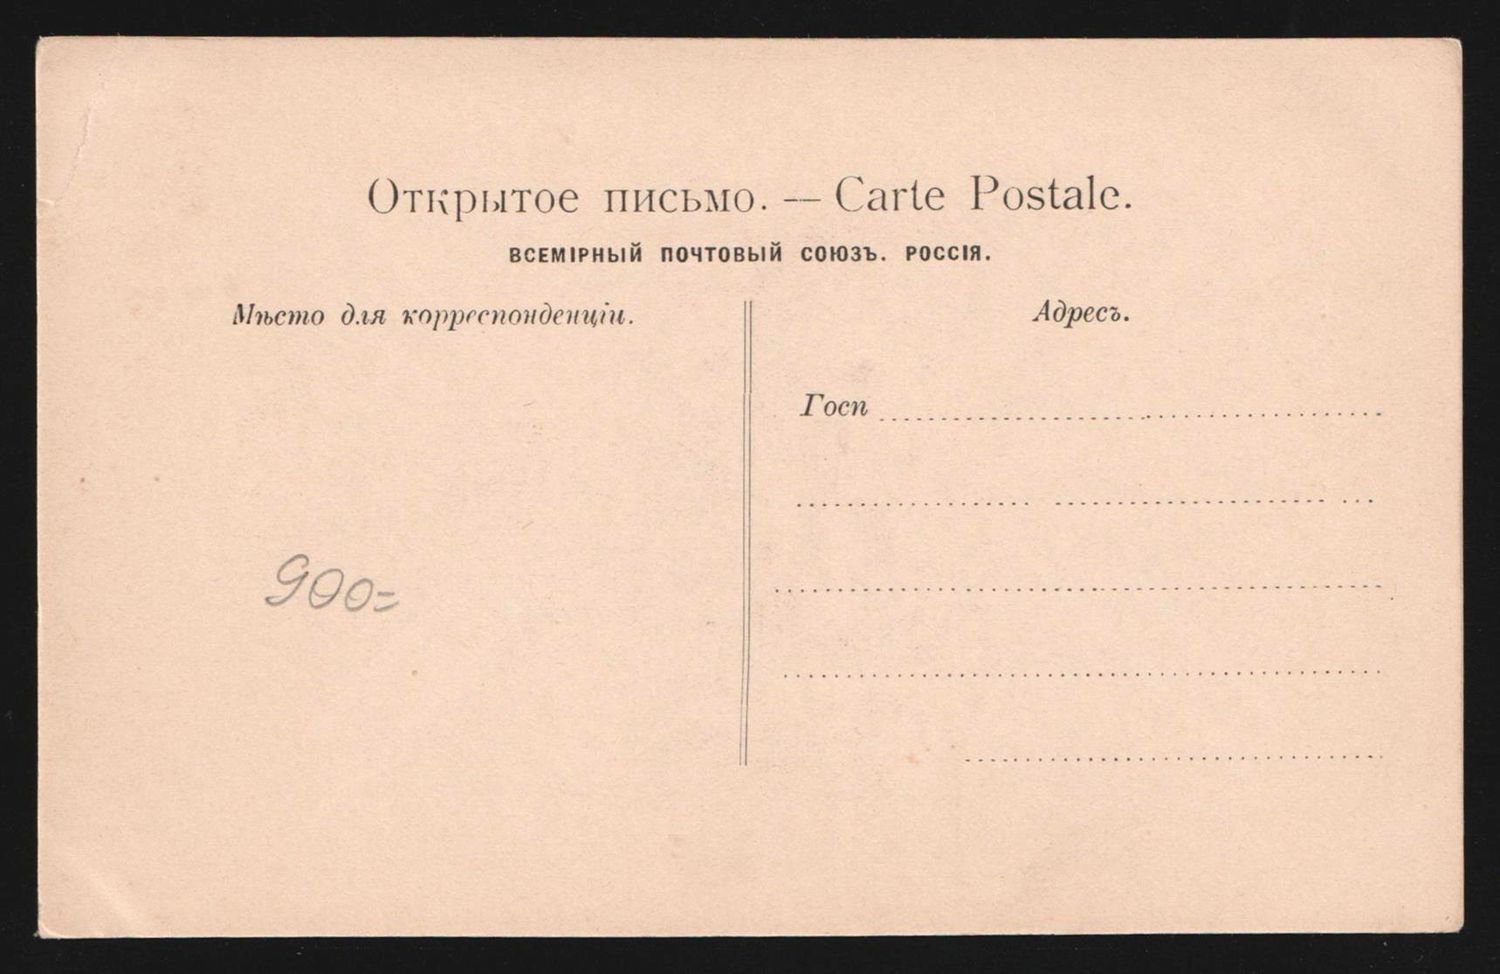 Открытое письмо. — Carte Postale.
ВСЕМІРНЫЙ ПОЧТОВЫЙ СОЮЗЪ. РОССІЯ.
Мѣсто для корреспонденціи.
Адресъ.
Госп
900=